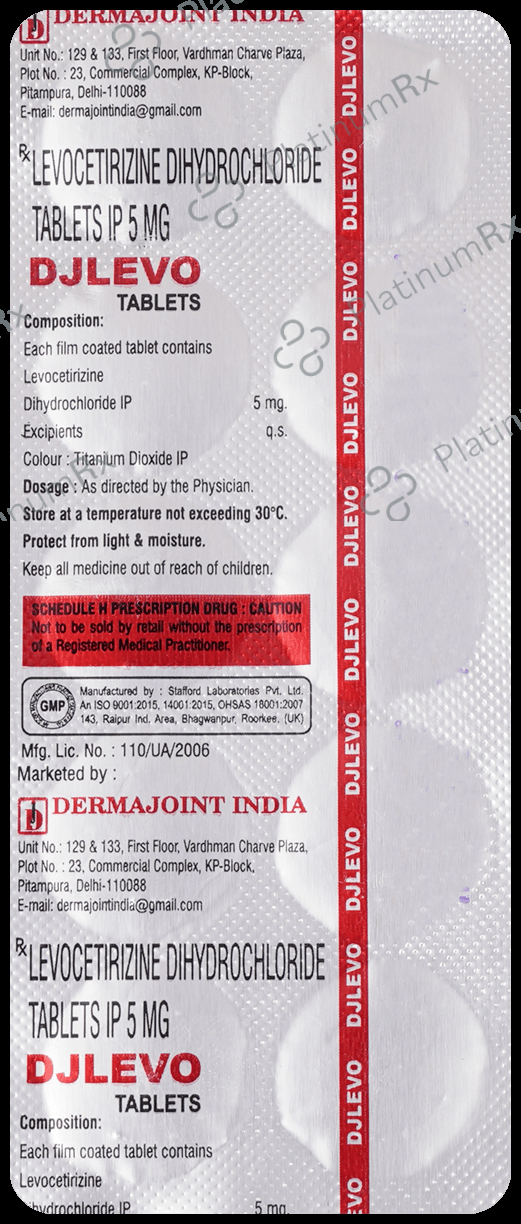 DERMAJOINT INDIA
Unit No.: 129 & 133, First Floor, Vardhman Charve Plaza,
Plot No. : 23, Commercial Complex, KP-Block,
Pitampura, Delhi-110088
E-mail: dermajointindia@gmail.com
Rx LEVOCETIRIZINE DIHYDROCHLORIDE
TABLETS IP 5 MG
DJLEVO
TABLETS
Composition:
Each film coated tablet contains
Levocetirizine
Dihydrochloride IP 5 mg.
Excipients q.s.
Colour : Titanium Dioxide IP
Dosage : As directed by the Physician.
Store at a temperature not exceeding 30°C.
Protect from light & moisture.
Keep all medicine out of reach of children.
SCHEDULE H PRESCRIPTION DRUG : CAUTION
Not to be sold by retail without the prescription
of a Registered Medical Practitioner.
GMP
Manufactured by : Stafford Laboratories Pvt. Ltd.
An ISO 9001:2015, 14001:2015, OHSAS 18001:2007
143, Raipur Ind. Area, Bhagwanpur, Roorkee, (UK)
Mfg. Lic. No. : 110/UA/2006
Marketed by :
DERMAJOINT INDIA
Unit No.: 129 & 133, First Floor, Vardhman Charve Plaza,
Plot No. : 23, Commercial Complex, KP-Block,
Pitampura, Delhi-110088
E-mail: dermajointindia@gmail.com
Rx LEVOCETIRIZINE DIHYDROCHLORIDE
TABLETS IP 5 MG
DJLEVO
TABLETS
Composition:
Each film coated tablet contains
Levocetirizine
Dihydrochloride IP 5 mg.
DJLEVO
DJLEVO
DJLEVO
DJLEVO
DJLEVO
DJLEVO
DJLEVO
DJLEVO
DJLEVO
DJLEVO
EVO
PlatinumRx
PlatinumRx